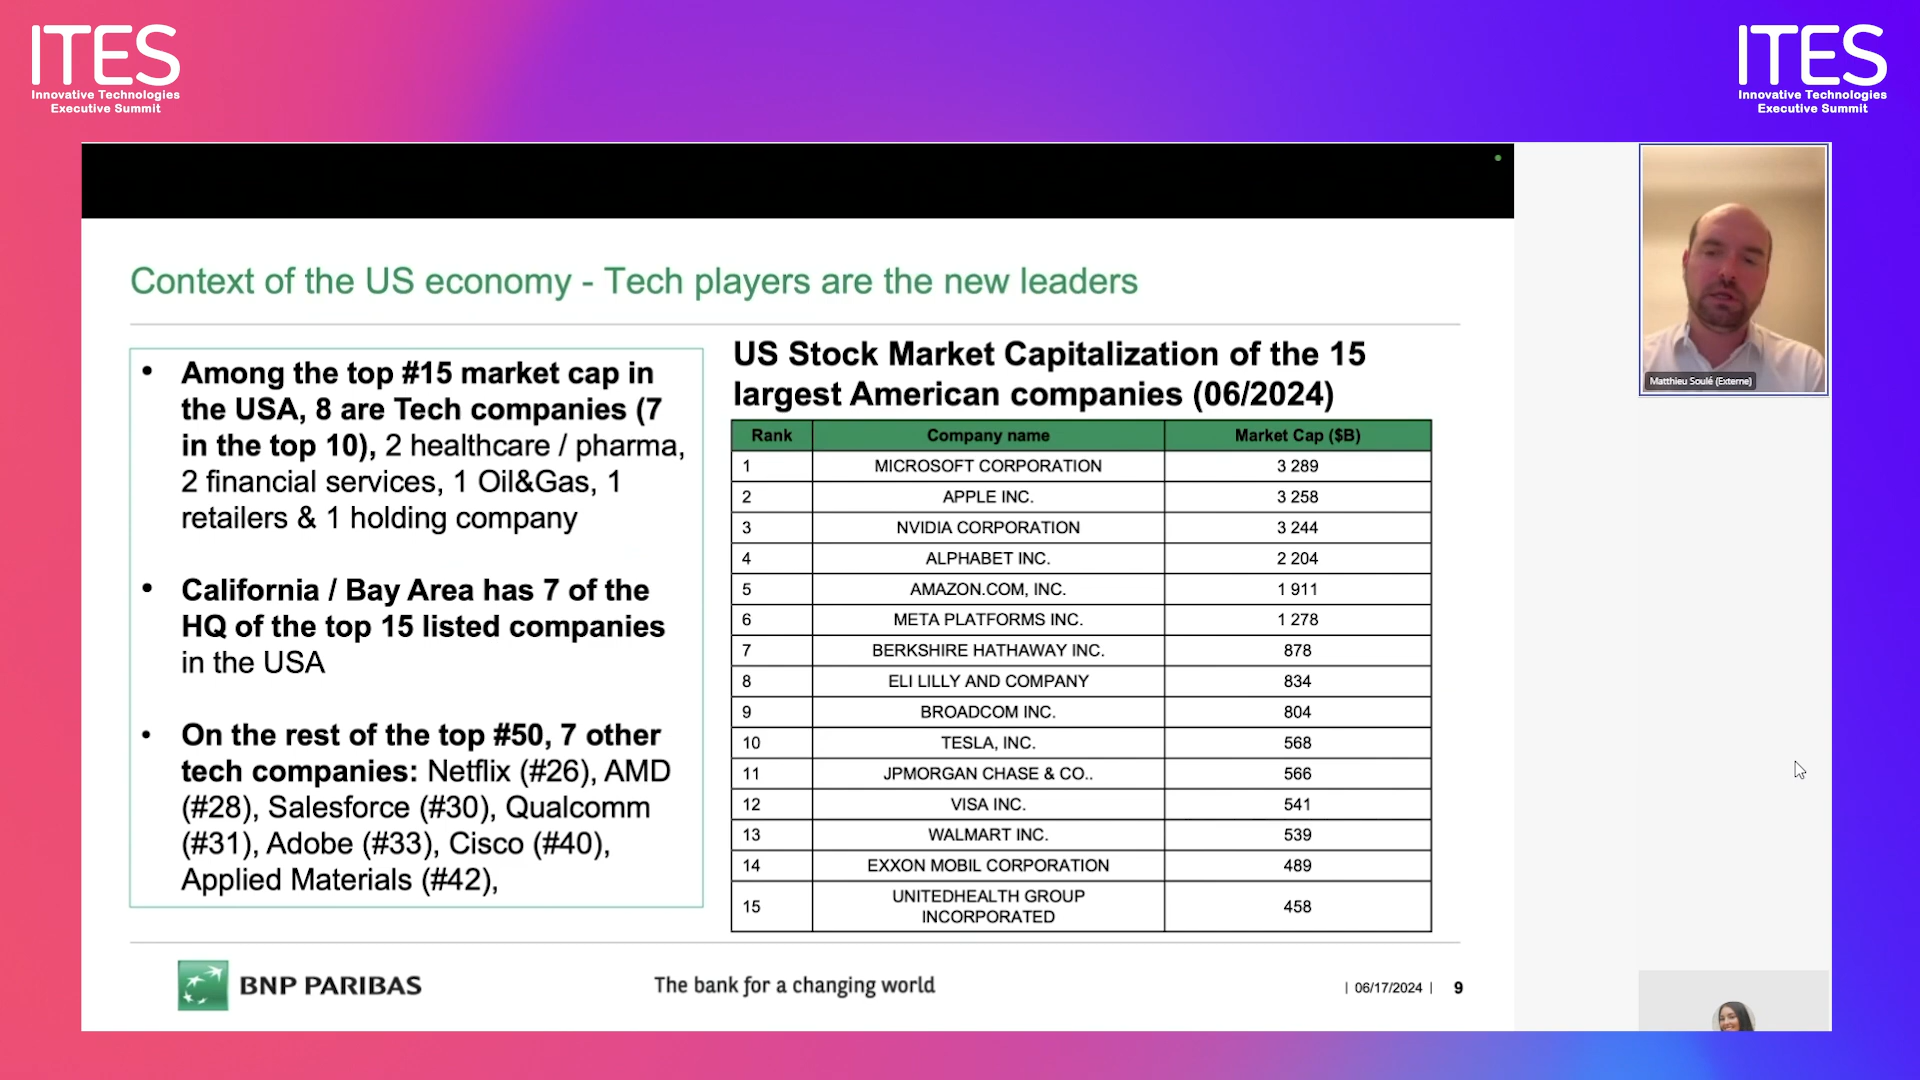 ITES
Innovative Technologies
Executive Summit
ITES
Innovative Technologies
Executive Summit
Context of the US economy - Tech players are the new leaders
• Among the top #15 market cap in
the USA, 8 are Tech companies (7
in the top 10), 2 healthcare / pharma,
2 financial services, 1 Oil&Gas, 1
retailers & 1 holding company
• California / Bay Area has 7 of the
HQ of the top 15 listed companies
in the USA
• On the rest of the top #50, 7 other
tech companies: Netflix (#26), AMD
(#28), Salesforce (#30), Qualcomm
(#31), Adobe (#33), Cisco (#40),
Applied Materials (#42),
US Stock Market Capitalization of the 15
largest American companies (06/2024)
Rank Company name Market Cap ($B)
1 MICROSOFT CORPORATION 3 289
2 APPLE INC. 3 258
3 NVIDIA CORPORATION 3 244
4 ALPHABET INC. 2 204
5 AMAZON.COM, INC. 1 911
6 META PLATFORMS INC. 1 278
7 BERKSHIRE HATHAWAY INC. 878
8 ELI LILLY AND COMPANY 834
9 BROADCOM INC. 804
10 TESLA, INC. 568
11 JPMORGAN CHASE & CO.. 566
12 VISA INC. 541
13 WALMART INC. 539
14 EXXON MOBIL CORPORATION 489
15 UNITEDHEALTH GROUP
INCORPORATED 458
BNP PARIBAS
The bank for a changing world
| 06/17/2024 | 9
Matthieu Soulé (Externe)